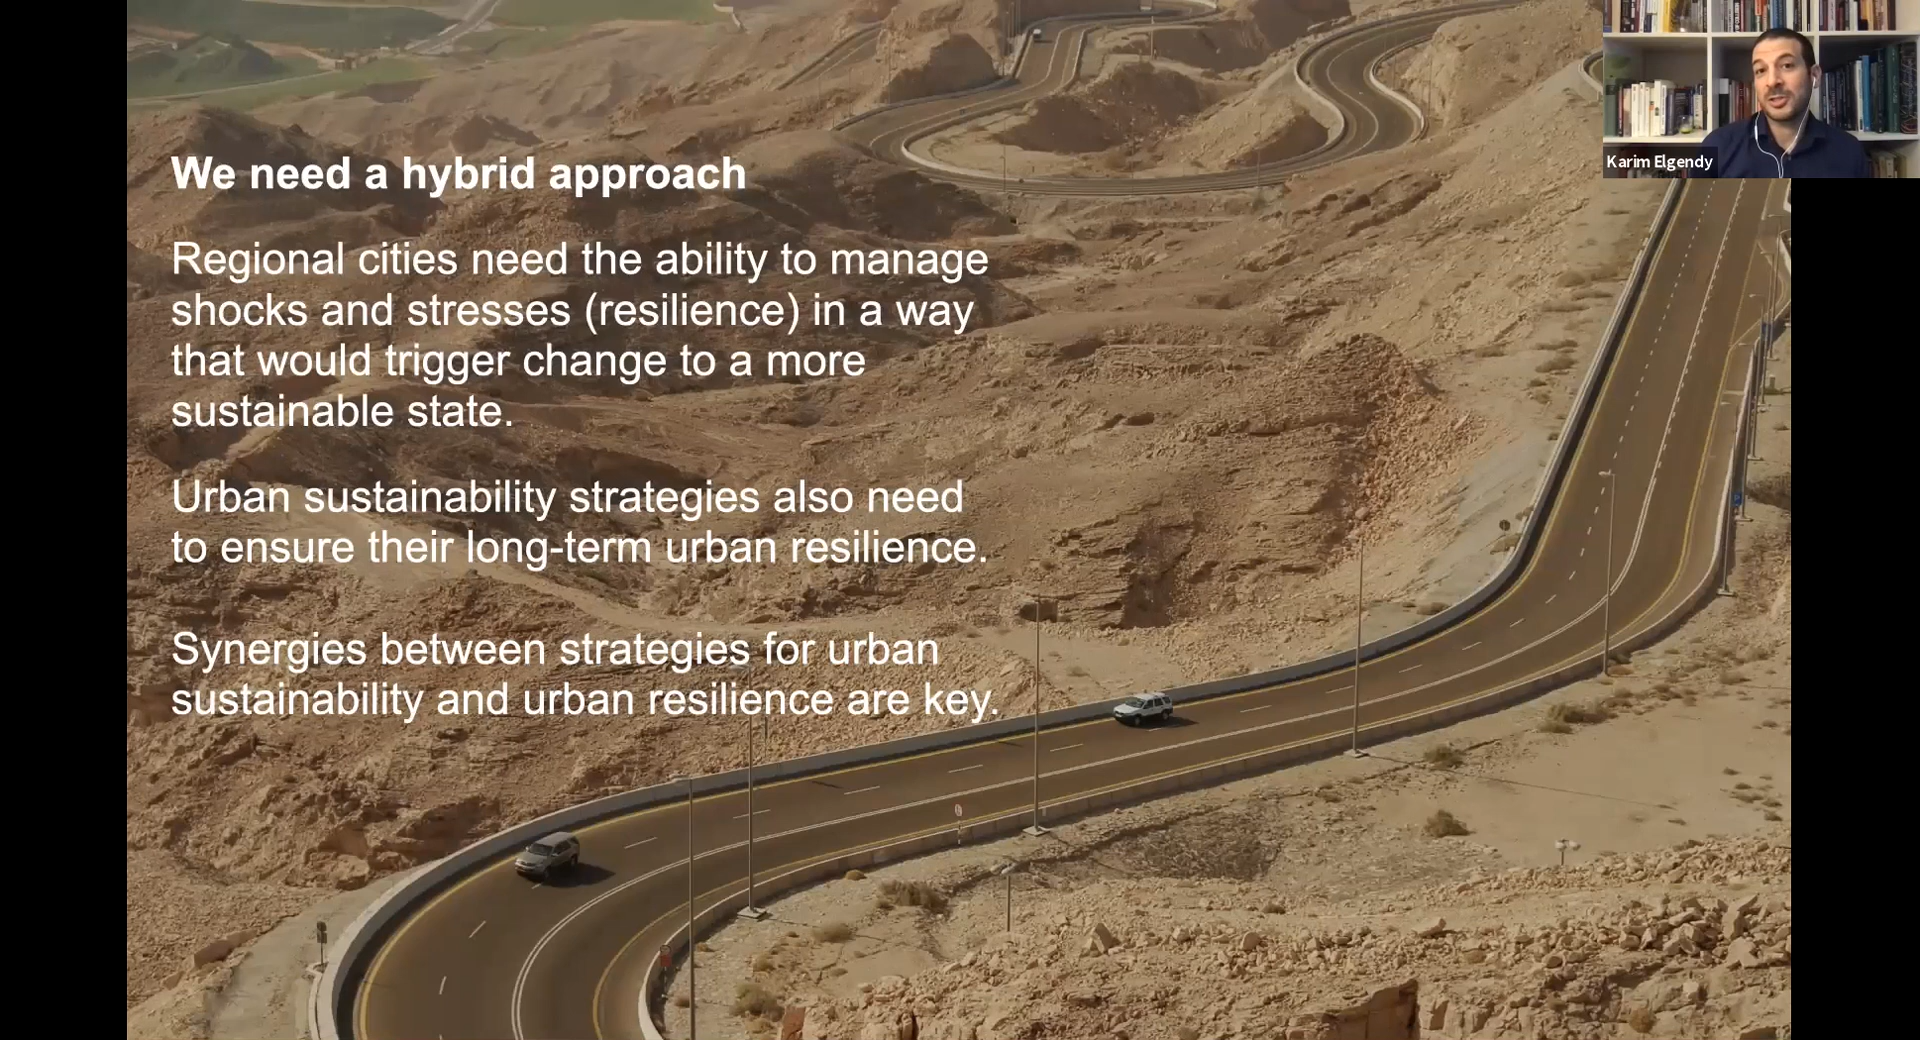 We need a hybrid approach
Regional cities need the ability to manage
shocks and stresses (resilience) in a way
that would trigger change to a more
sustainable state.
Urban sustainability strategies also need
to ensure their long-term urban resilience.
Synergies between strategies for urban
sustainability and urban resilience are key.
Karim Elgendy